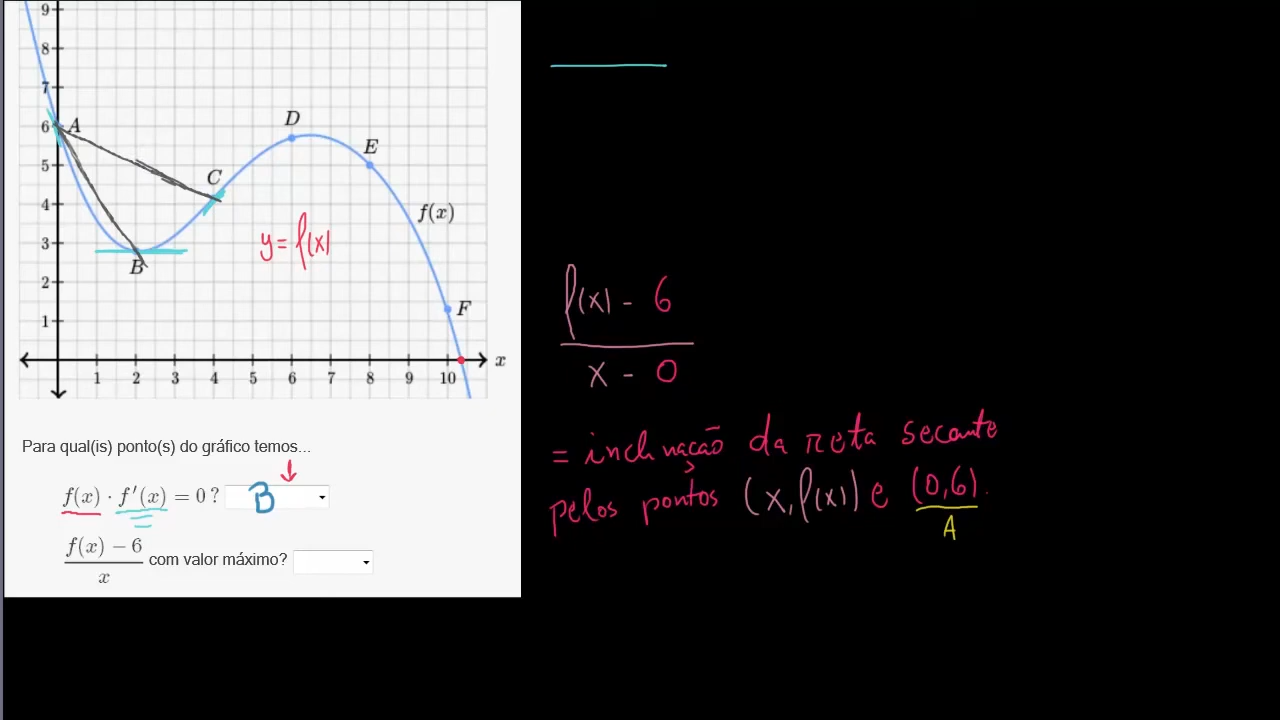 9
8
7
6
5
4
3
2
1
A
B
C
D
E
F
f(x)
y = f(x)
1 2 3 4 5 6 7 8 9 10
x
Para qual(is) ponto(s) do gráfico temos...
f(x) · f′(x) = 0 ? B
f(x) − 6
x
com valor máximo?
f(x) - 6
x - 0
= inclinação da reta secante
pelos pontos (x, f(x)) e (0,6).
A